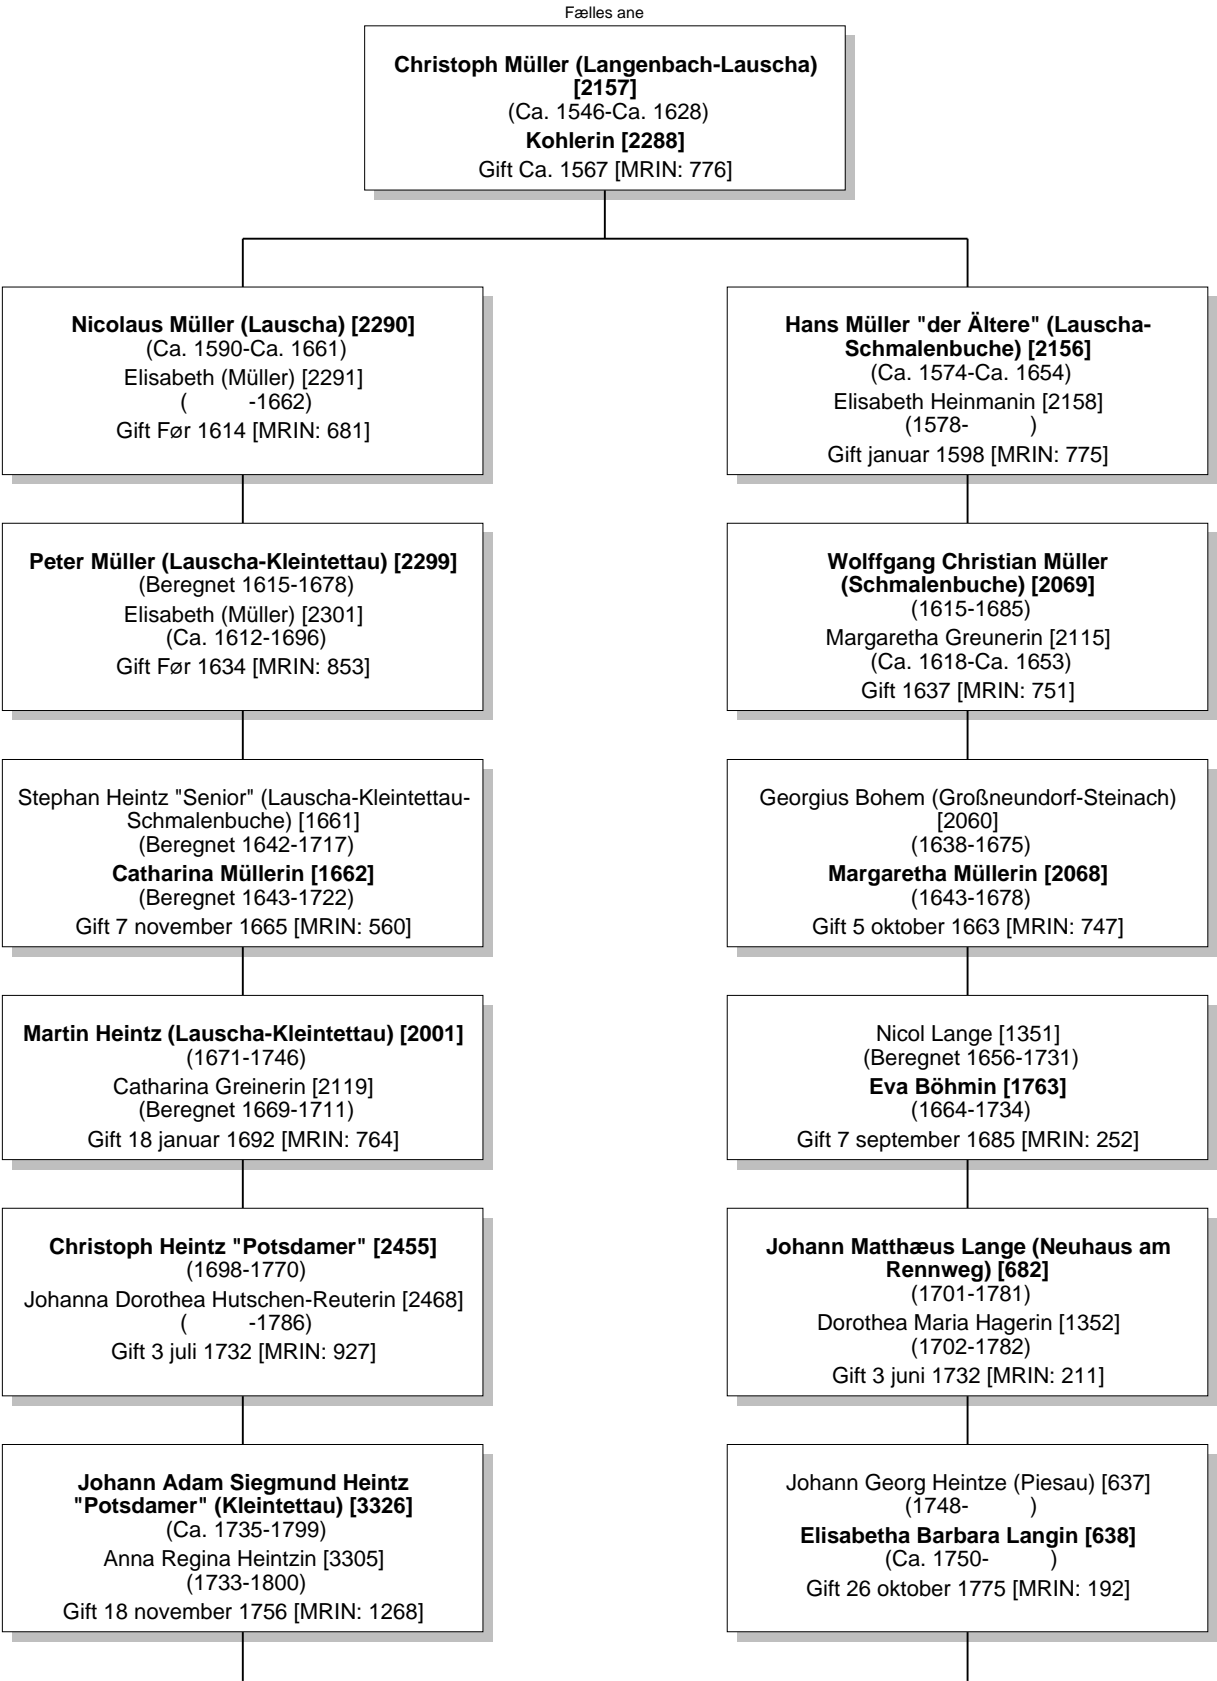 Fælles ane
Christoph Müller (Langenbach-Lauscha)
[2157]
(Ca. 1546-Ca. 1628)
Kohlerin [2288]
Gift Ca. 1567 [MRIN: 776]
Nicolaus Müller (Lauscha) [2290]
(Ca. 1590-Ca. 1661)
Elisabeth (Müller) [2291]
( -1662)
Gift Før 1614 [MRIN: 681]
Hans Müller "der Ältere" (Lauscha-
Schmalenbuche) [2156]
(Ca. 1574-Ca. 1654)
Elisabeth Heinmanin [2158]
(1578- )
Gift januar 1598 [MRIN: 775]
Peter Müller (Lauscha-Kleintettau) [2299]
(Beregnet 1615-1678)
Elisabeth (Müller) [2301]
(Ca. 1612-1696)
Gift Før 1634 [MRIN: 853]
Wolffgang Christian Müller
(Schmalenbuche) [2069]
(1615-1685)
Margaretha Greunerin [2115]
(Ca. 1618-Ca. 1653)
Gift 1637 [MRIN: 751]
Stephan Heintz "Senior" (Lauscha-Kleintettau-
Schmalenbuche) [1661]
(Beregnet 1642-1717)
Catharina Müllerin [1662]
(Beregnet 1643-1722)
Gift 7 november 1665 [MRIN: 560]
Georgius Bohem (Großneundorf-Steinach)
[2060]
(1638-1675)
Margaretha Müllerin [2068]
(1643-1678)
Gift 5 oktober 1663 [MRIN: 747]
Martin Heintz (Lauscha-Kleintettau) [2001]
(1671-1746)
Catharina Greinerin [2119]
(Beregnet 1669-1711)
Gift 18 januar 1692 [MRIN: 764]
Nicol Lange [1351]
(Beregnet 1656-1731)
Eva Böhmin [1763]
(1664-1734)
Gift 7 september 1685 [MRIN: 252]
Christoph Heintz "Potsdamer" [2455]
(1698-1770)
Johanna Dorothea Hutschen-Reuterin [2468]
( -1786)
Gift 3 juli 1732 [MRIN: 927]
Johann Matthæus Lange (Neuhaus am
Rennweg) [682]
(1701-1781)
Dorothea Maria Hagerin [1352]
(1702-1782)
Gift 3 juni 1732 [MRIN: 211]
Johann Adam Siegmund Heintz
"Potsdamer" (Kleintettau) [3326]
(Ca. 1735-1799)
Anna Regina Heintzin [3305]
(1733-1800)
Gift 18 november 1756 [MRIN: 1268]
Johann Georg Heintze (Piesau) [637]
(1748- )
Elisabetha Barbara Langin [638]
(Ca. 1750- )
Gift 26 oktober 1775 [MRIN: 192]